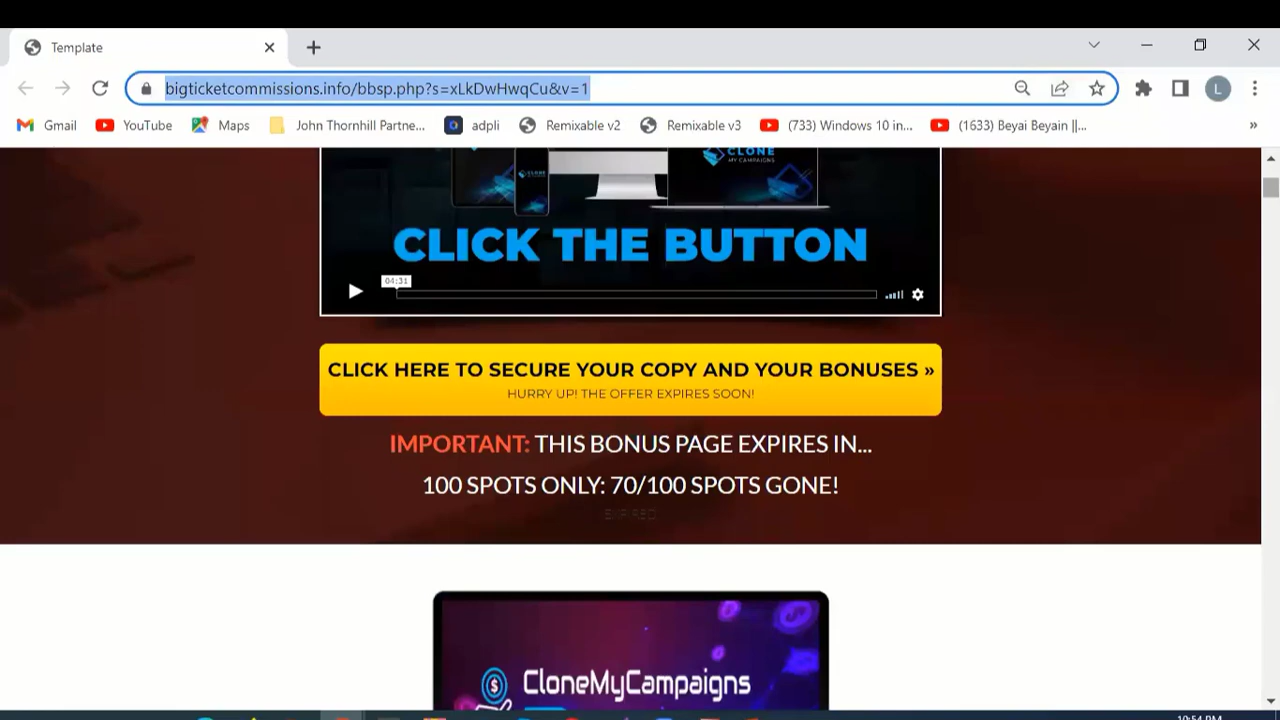 Template
bigticketcommissions.info/bbsp.php?s=xLkDwHwqCu&v=1
L
Gmail
YouTube
Maps
John Thornhill Partne...
adpli
Remixable v2
Remixable v3
(733) Windows 10 in...
(1633) Beyai Beyain ||...
»
CLONE
MY CAMPAIGNS
CLICK THE BUTTON
04:31
CLICK HERE TO SECURE YOUR COPY AND YOUR BONUSES »
HURRY UP! THE OFFER EXPIRES SOON!
IMPORTANT: THIS BONUS PAGE EXPIRES IN...
100 SPOTS ONLY: 70/100 SPOTS GONE!
EXPIRED
CloneMyCampaigns
10:54 PM